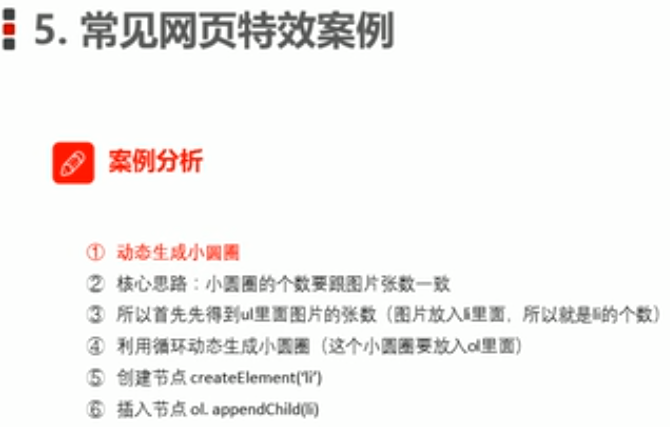 5. 常见网页特效案例
案例分析
① 动态生成小圆圈
② 核心思路：小圆圈的个数要跟图片张数一致
③ 所以首先先得到ul里面图片的张数（图片放入li里面，所以就是li的个数）
④ 利用循环动态生成小圆圈（这个小圆圈要放入ol里面）
⑤ 创建节点 createElement('li')
⑥ 插入节点 ol. appendChild(li)